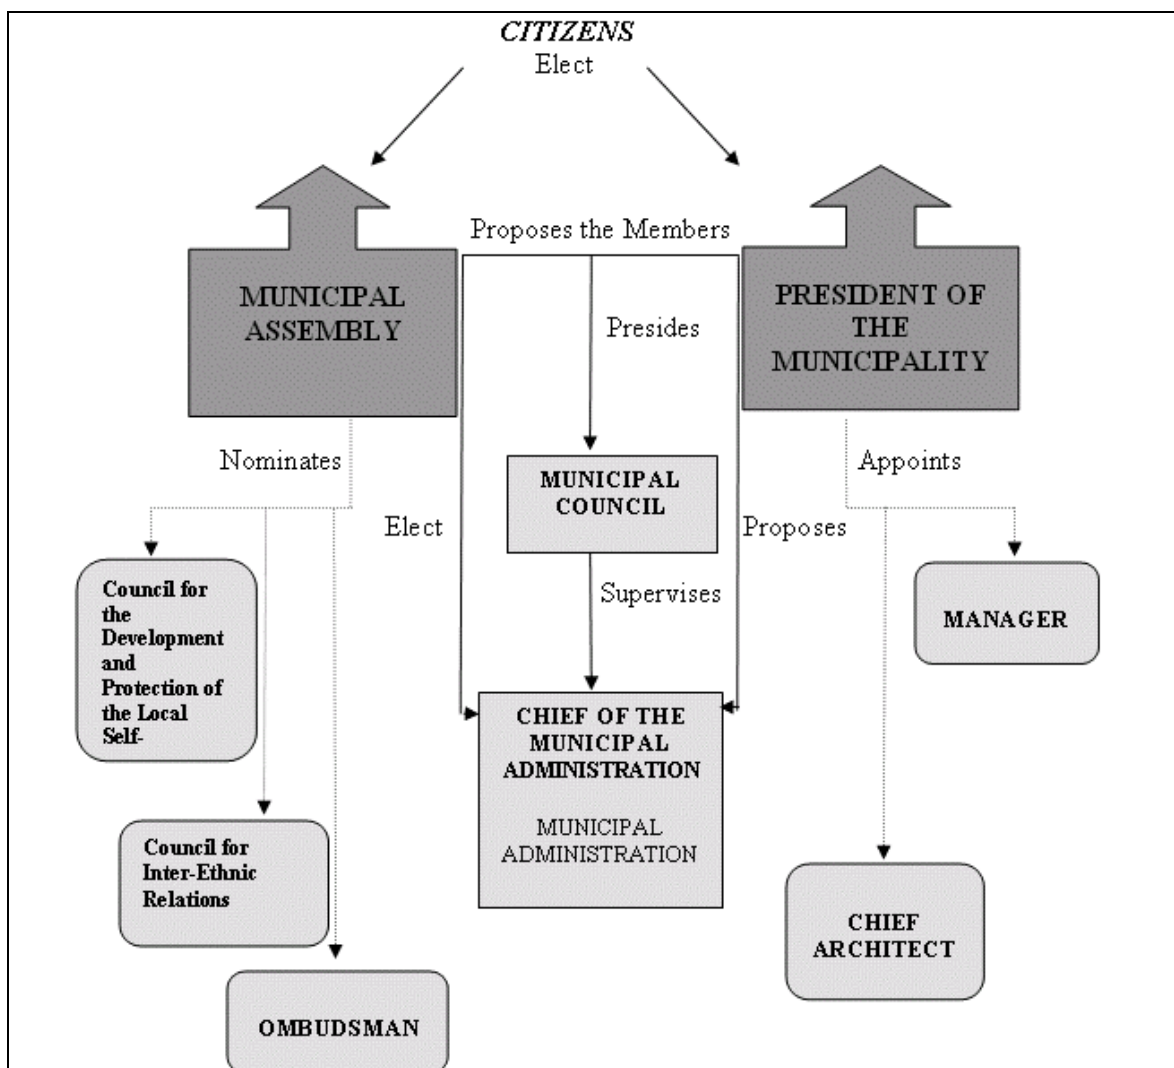 CITIZENS
Elect
Proposes the Members
MUNICIPAL
ASSEMBLY
PRESIDENT OF
THE
MUNICIPALITY
Presides
Nominates
Appoints
MUNICIPAL
COUNCIL
Elect
Proposes
Council for
the
Development
and
Protection of
the Local
Self-
Supervises
MANAGER
CHIEF OF THE
MUNICIPAL
ADMINISTRATION
MUNICIPAL
ADMINISTRATION
Council for
Inter-Ethnic
Relations
CHIEF
ARCHITECT
OMBUDSMAN